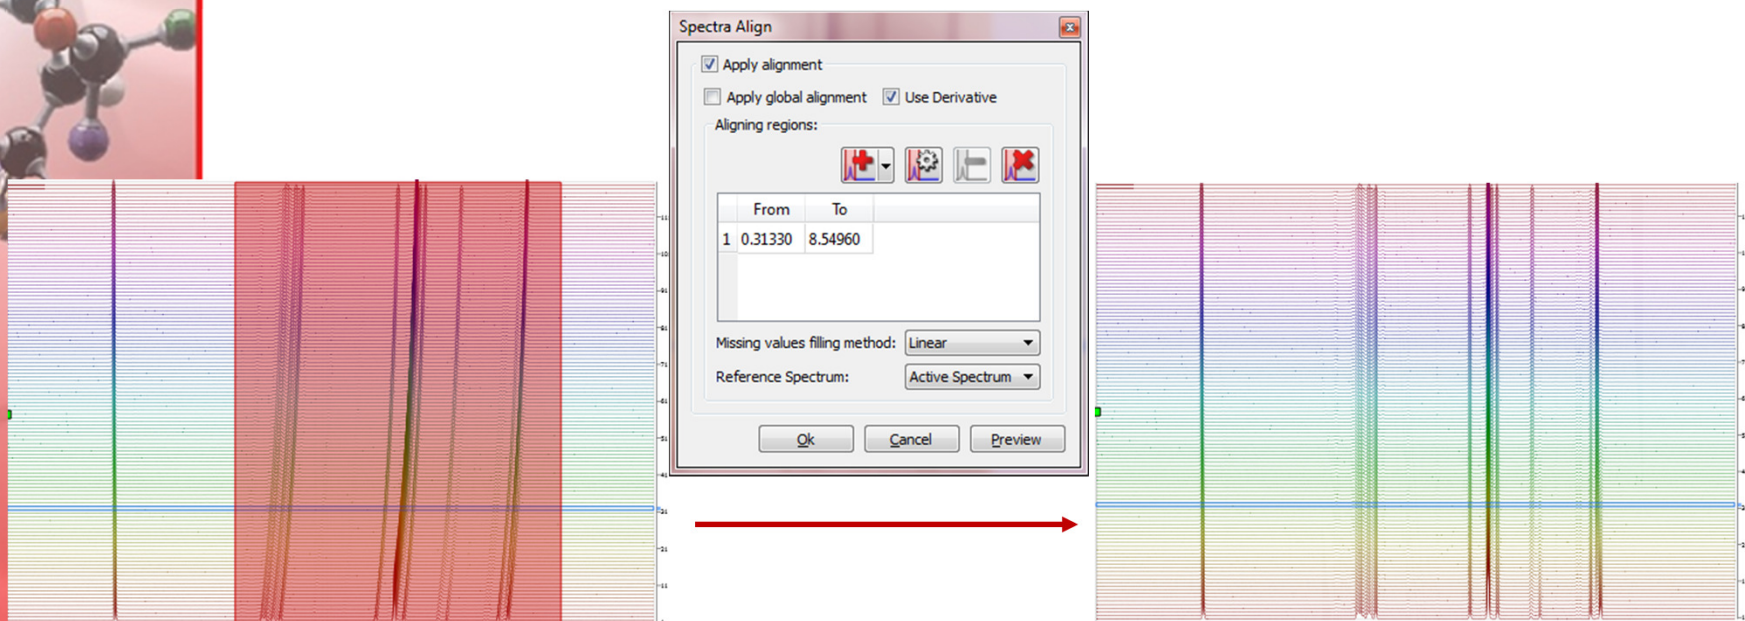 Spectra Align
Apply alignment
Apply global alignment Use Derivative
Aligning regions:
From To
1 0.31330 8.54960
Missing values filling method: Linear
Reference Spectrum: Active Spectrum
Ok Cancel Preview